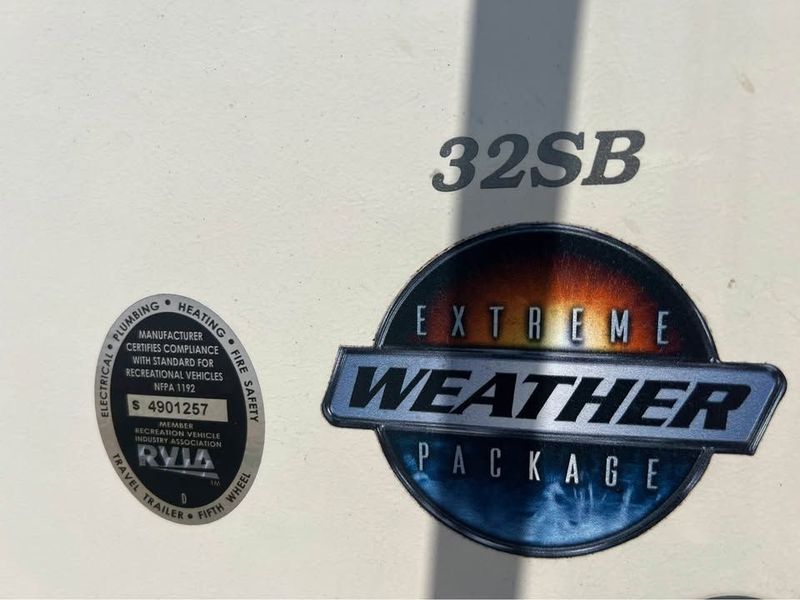 32SB
EXTREME
WEATHER
PACKAGE
ELECTRICAL • PLUMBING • HEATING • FIRE SAFETY
MANUFACTURER
CERTIFIES COMPLIANCE
WITH STANDARD FOR
RECREATIONAL VEHICLES
NFPA 1192
S 4901257
MEMBER
RECREATION VEHICLE
INDUSTRY ASSOCIATION
RVIA
TM
D
TRAVEL TRAILER • FIFTH WHEEL